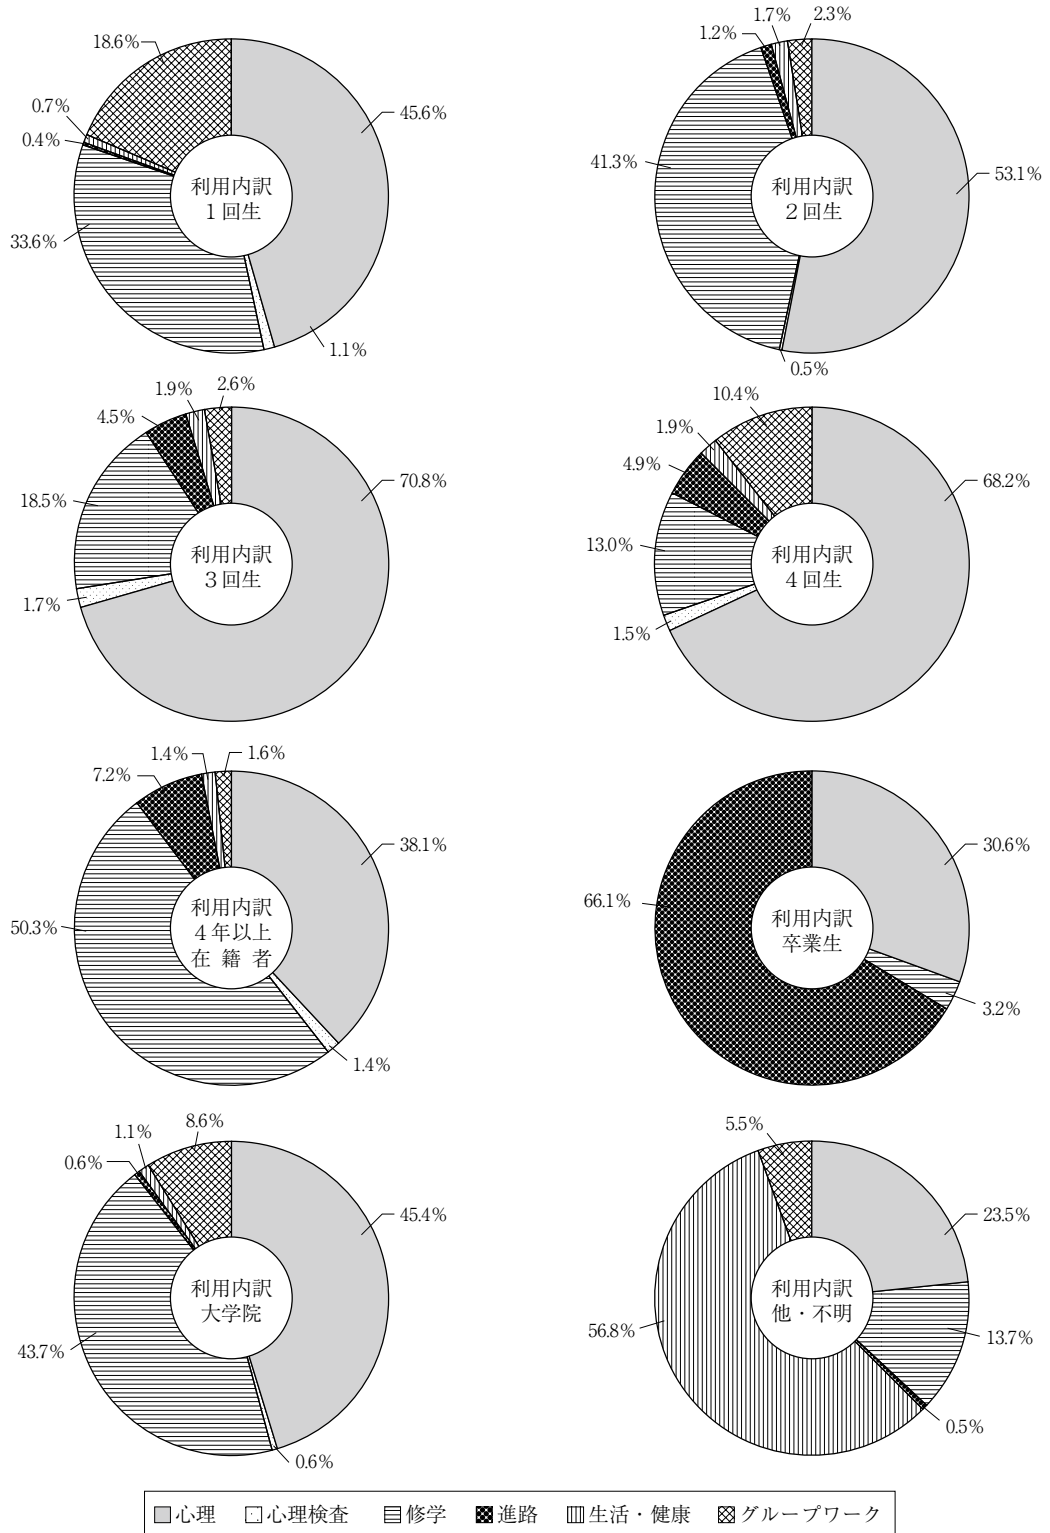 18.6%
0.7%
0.4%
33.6%
45.6%
1.1%
利用内訳
１回生
1.2%
1.7%
2.3%
41.3%
53.1%
0.5%
利用内訳
２回生
4.5%
1.9%
2.6%
18.5%
1.7%
70.8%
利用内訳
３回生
10.4%
1.9%
4.9%
13.0%
1.5%
68.2%
利用内訳
４回生
7.2%
1.4%
1.6%
50.3%
38.1%
1.4%
利用内訳
４年以上
在 籍 者
66.1%
30.6%
3.2%
利用内訳
卒業生
0.6%
1.1%
8.6%
43.7%
45.4%
0.6%
利用内訳
大学院
5.5%
56.8%
23.5%
13.7%
0.5%
利用内訳
他・不明
心理 心理検査 修学 進路 生活・健康 グループワーク